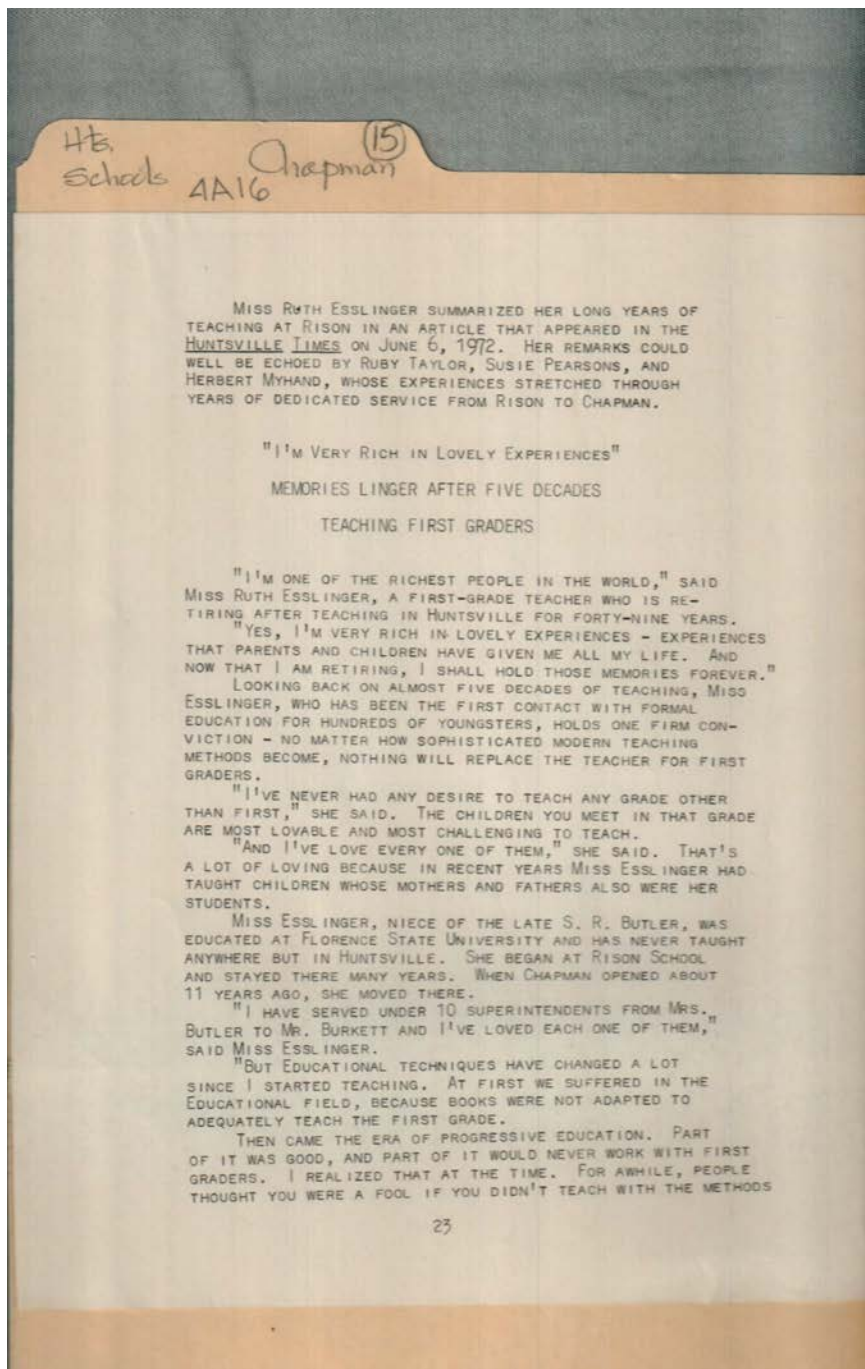 Hts.
Schools
4A16
Chapman
15
MISS RUTH ESSLINGER SUMMARIZED HER LONG YEARS OF
TEACHING AT RISON IN AN ARTICLE THAT APPEARED IN THE
HUNTSVILLE TIMES ON JUNE 6, 1972. HER REMARKS COULD
WELL BE ECHOED BY RUBY TAYLOR, SUSIE PEARSONS, AND
HERBERT MYHAND, WHOSE EXPERIENCES STRETCHED THROUGH
YEARS OF DEDICATED SERVICE FROM RISON TO CHAPMAN.
"I'M VERY RICH IN LOVELY EXPERIENCES"
MEMORIES LINGER AFTER FIVE DECADES
TEACHING FIRST GRADERS
"I'M ONE OF THE RICHEST PEOPLE IN THE WORLD," SAID
MISS RUTH ESSLINGER, A FIRST-GRADE TEACHER WHO IS RE-
TIRING AFTER TEACHING IN HUNTSVILLE FOR FORTY-NINE YEARS.
"YES, I'M VERY RICH IN LOVELY EXPERIENCES - EXPERIENCES
THAT PARENTS AND CHILDREN HAVE GIVEN ME ALL MY LIFE. AND
NOW THAT I AM RETIRING, I SHALL HOLD THOSE MEMORIES FOREVER."
LOOKING BACK ON ALMOST FIVE DECADES OF TEACHING, MISS
ESSLINGER, WHO HAS BEEN THE FIRST CONTACT WITH FORMAL
EDUCATION FOR HUNDREDS OF YOUNGSTERS, HOLDS ONE FIRM CON-
VICTION - NO MATTER HOW SOPHISTICATED MODERN TEACHING
METHODS BECOME, NOTHING WILL REPLACE THE TEACHER FOR FIRST
GRADERS.
"I'VE NEVER HAD ANY DESIRE TO TEACH ANY GRADE OTHER
THAN FIRST," SHE SAID. THE CHILDREN YOU MEET IN THAT GRADE
ARE MOST LOVABLE AND MOST CHALLENGING TO TEACH.
"AND I'VE LOVE EVERY ONE OF THEM," SHE SAID. THAT'S
A LOT OF LOVING BECAUSE IN RECENT YEARS MISS ESSLINGER HAD
TAUGHT CHILDREN WHOSE MOTHERS AND FATHERS ALSO WERE HER
STUDENTS.
MISS ESSLINGER, NIECE OF THE LATE S. R. BUTLER, WAS
EDUCATED AT FLORENCE STATE UNIVERSITY AND HAS NEVER TAUGHT
ANYWHERE BUT IN HUNTSVILLE. SHE BEGAN AT RISON SCHOOL
AND STAYED THERE MANY YEARS. WHEN CHAPMAN OPENED ABOUT
11 YEARS AGO, SHE MOVED THERE.
"I HAVE SERVED UNDER 10 SUPERINTENDENTS FROM MRS.
BUTLER TO MR. BURKETT AND I'VE LOVED EACH ONE OF THEM,"
SAID MISS ESSLINGER.
"BUT EDUCATIONAL TECHNIQUES HAVE CHANGED A LOT
SINCE I STARTED TEACHING. AT FIRST WE SUFFERED IN THE
EDUCATIONAL FIELD, BECAUSE BOOKS WERE NOT ADAPTED TO
ADEQUATELY TEACH THE FIRST GRADE.
THEN CAME THE ERA OF PROGRESSIVE EDUCATION. PART
OF IT WAS GOOD, AND PART OF IT WOULD NEVER WORK WITH FIRST
GRADERS. I REALIZED THAT AT THE TIME. FOR AWHILE, PEOPLE
THOUGHT YOU WERE A FOOL IF YOU DIDN'T TEACH WITH THE METHODS
23